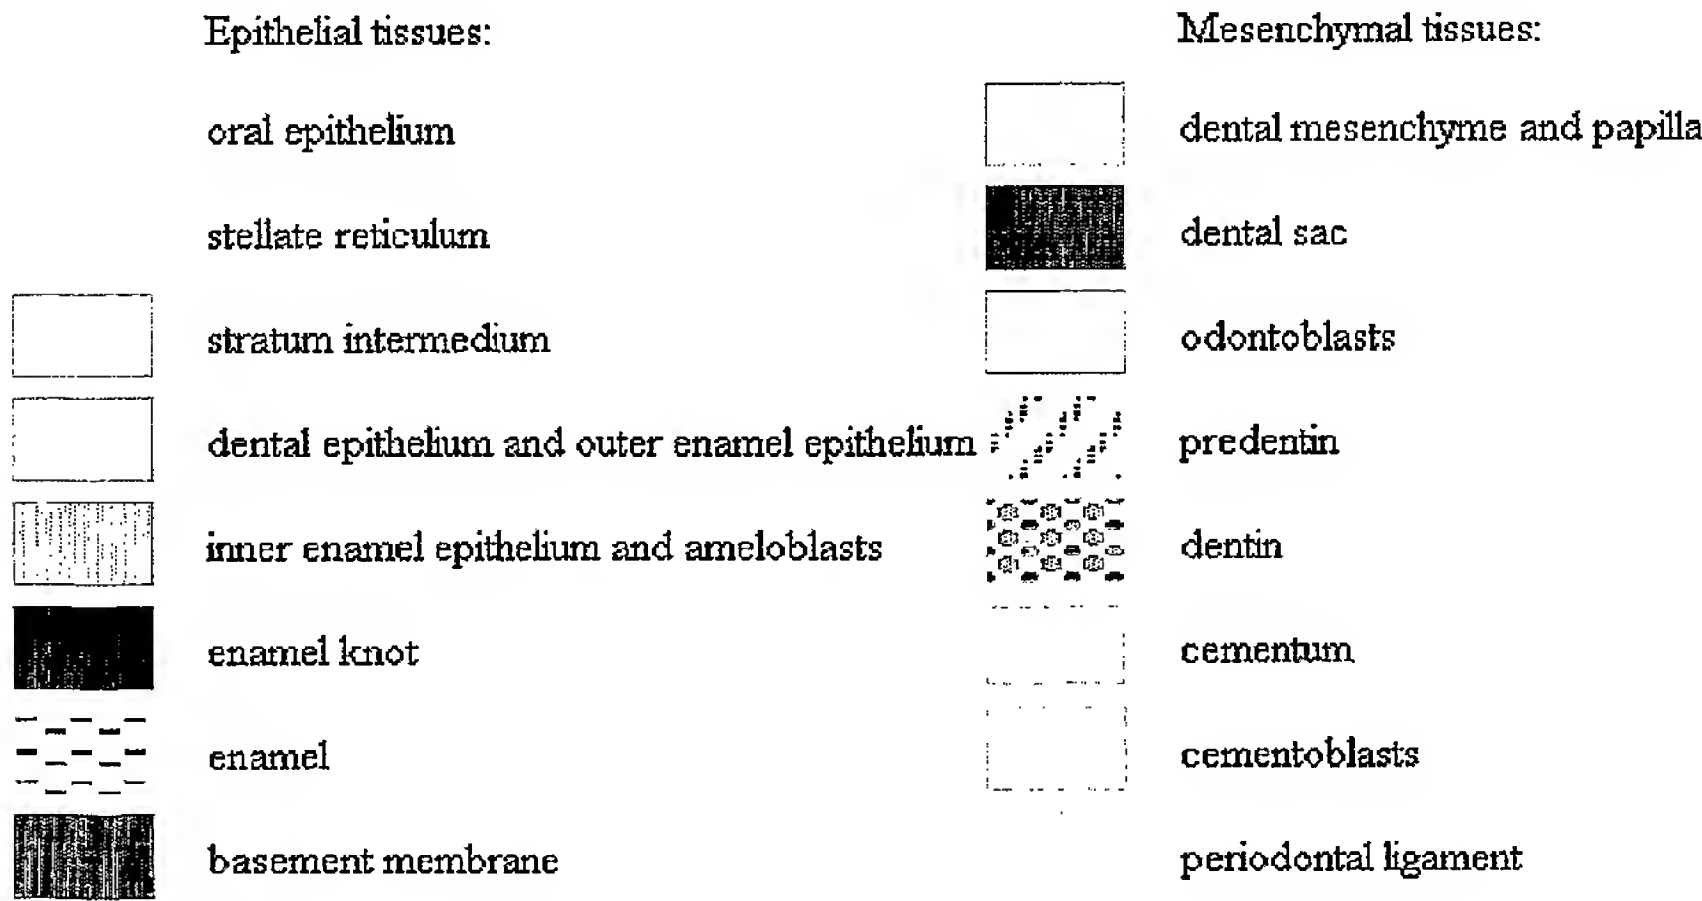 Epithelial tissues:
oral epithelium
stellate reticulum
stratum intermedium
dental epithelium and outer enamel epithelium
inner enamel epithelium and ameloblasts
enamel knot
enamel
basement membrane
Mesenchymal tissues:
dental mesenchyme and papilla
dental sac
odontoblasts
predentin
dentin
cementum
cementoblasts
periodontal ligament